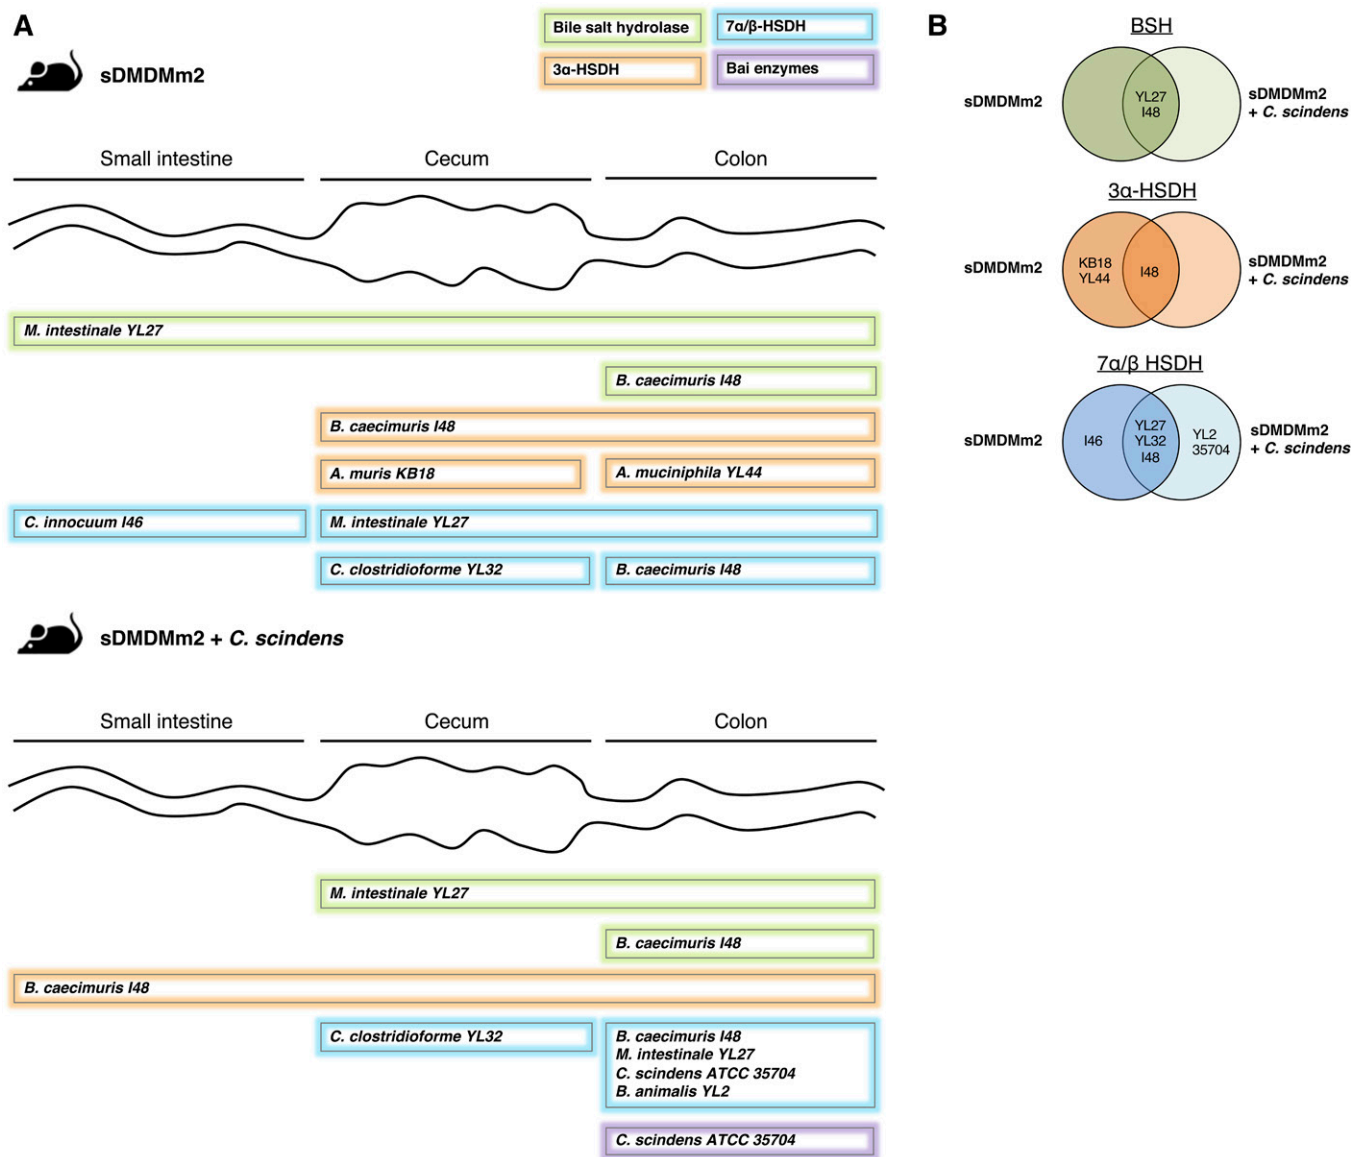 A
Bile salt hydrolase
7α/β-HSDH
3α-HSDH
Bai enzymes
sDMDMm2
Small intestine
Cecum
Colon
M. intestinale YL27
B. caecimuris I48
B. caecimuris I48
A. muris KB18
A. muciniphila YL44
C. innocuum I46
M. intestinale YL27
C. clostridioforme YL32
B. caecimuris I48
sDMDMm2 + C. scindens
Small intestine
Cecum
Colon
M. intestinale YL27
B. caecimuris I48
B. caecimuris I48
C. clostridioforme YL32
B. caecimuris I48
M. intestinale YL27
C. scindens ATCC 35704
B. animalis YL2
C. scindens ATCC 35704
B
BSH
sDMDMm2
YL27
I48
sDMDMm2
+ C. scindens
3α-HSDH
sDMDMm2
KB18
YL44
I48
sDMDMm2
+ C. scindens
7α/β HSDH
sDMDMm2
I46
YL27
YL32
I48
YL2
35704
sDMDMm2
+ C. scindens